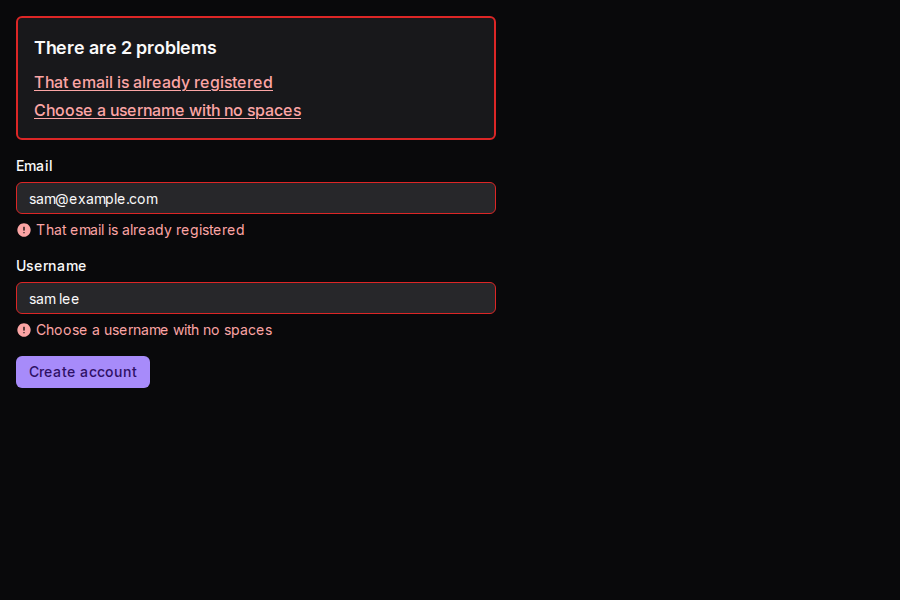 There are 2 problems
That email is already registered
Choose a username with no spaces
Email
sam@example.com
That email is already registered
Username
sam lee
Choose a username with no spaces
Create account